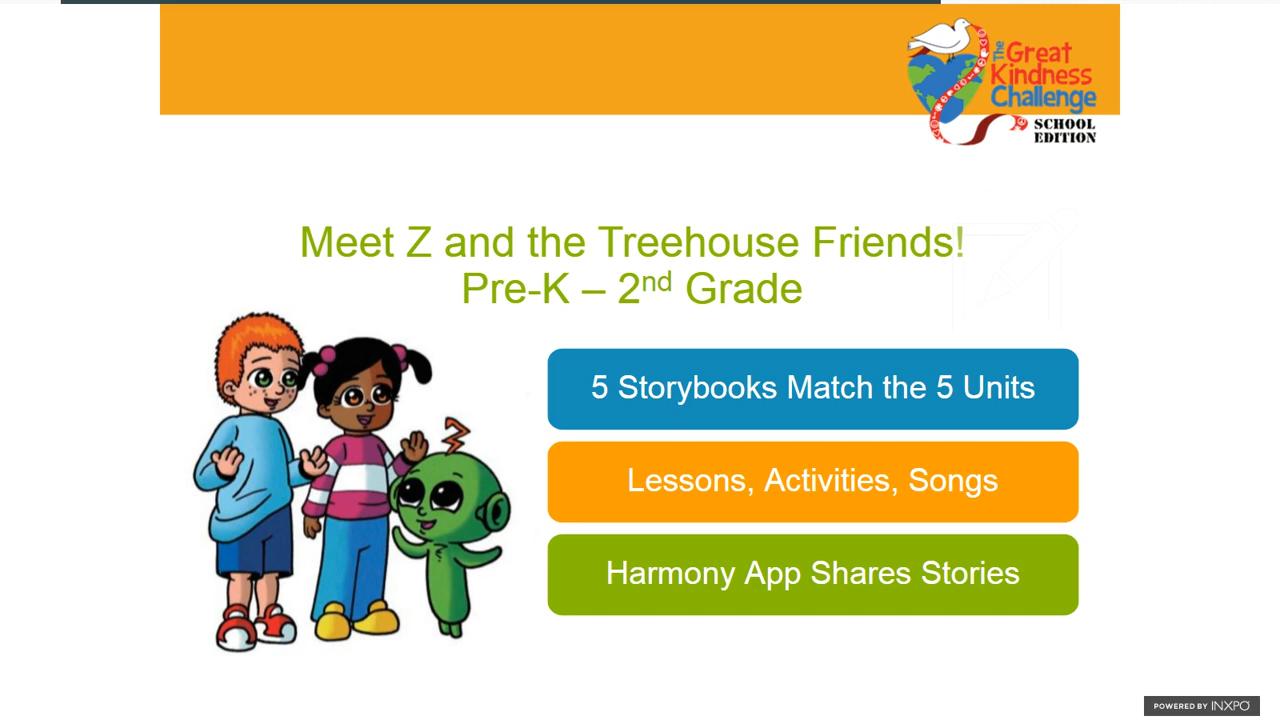 The
Great
Kindness
Challenge
SCHOOL
EDITION
Meet Z and the Treehouse Friends!
Pre-K – 2nd Grade
5 Storybooks Match the 5 Units
Lessons, Activities, Songs
Harmony App Shares Stories
POWERED BY INXPO